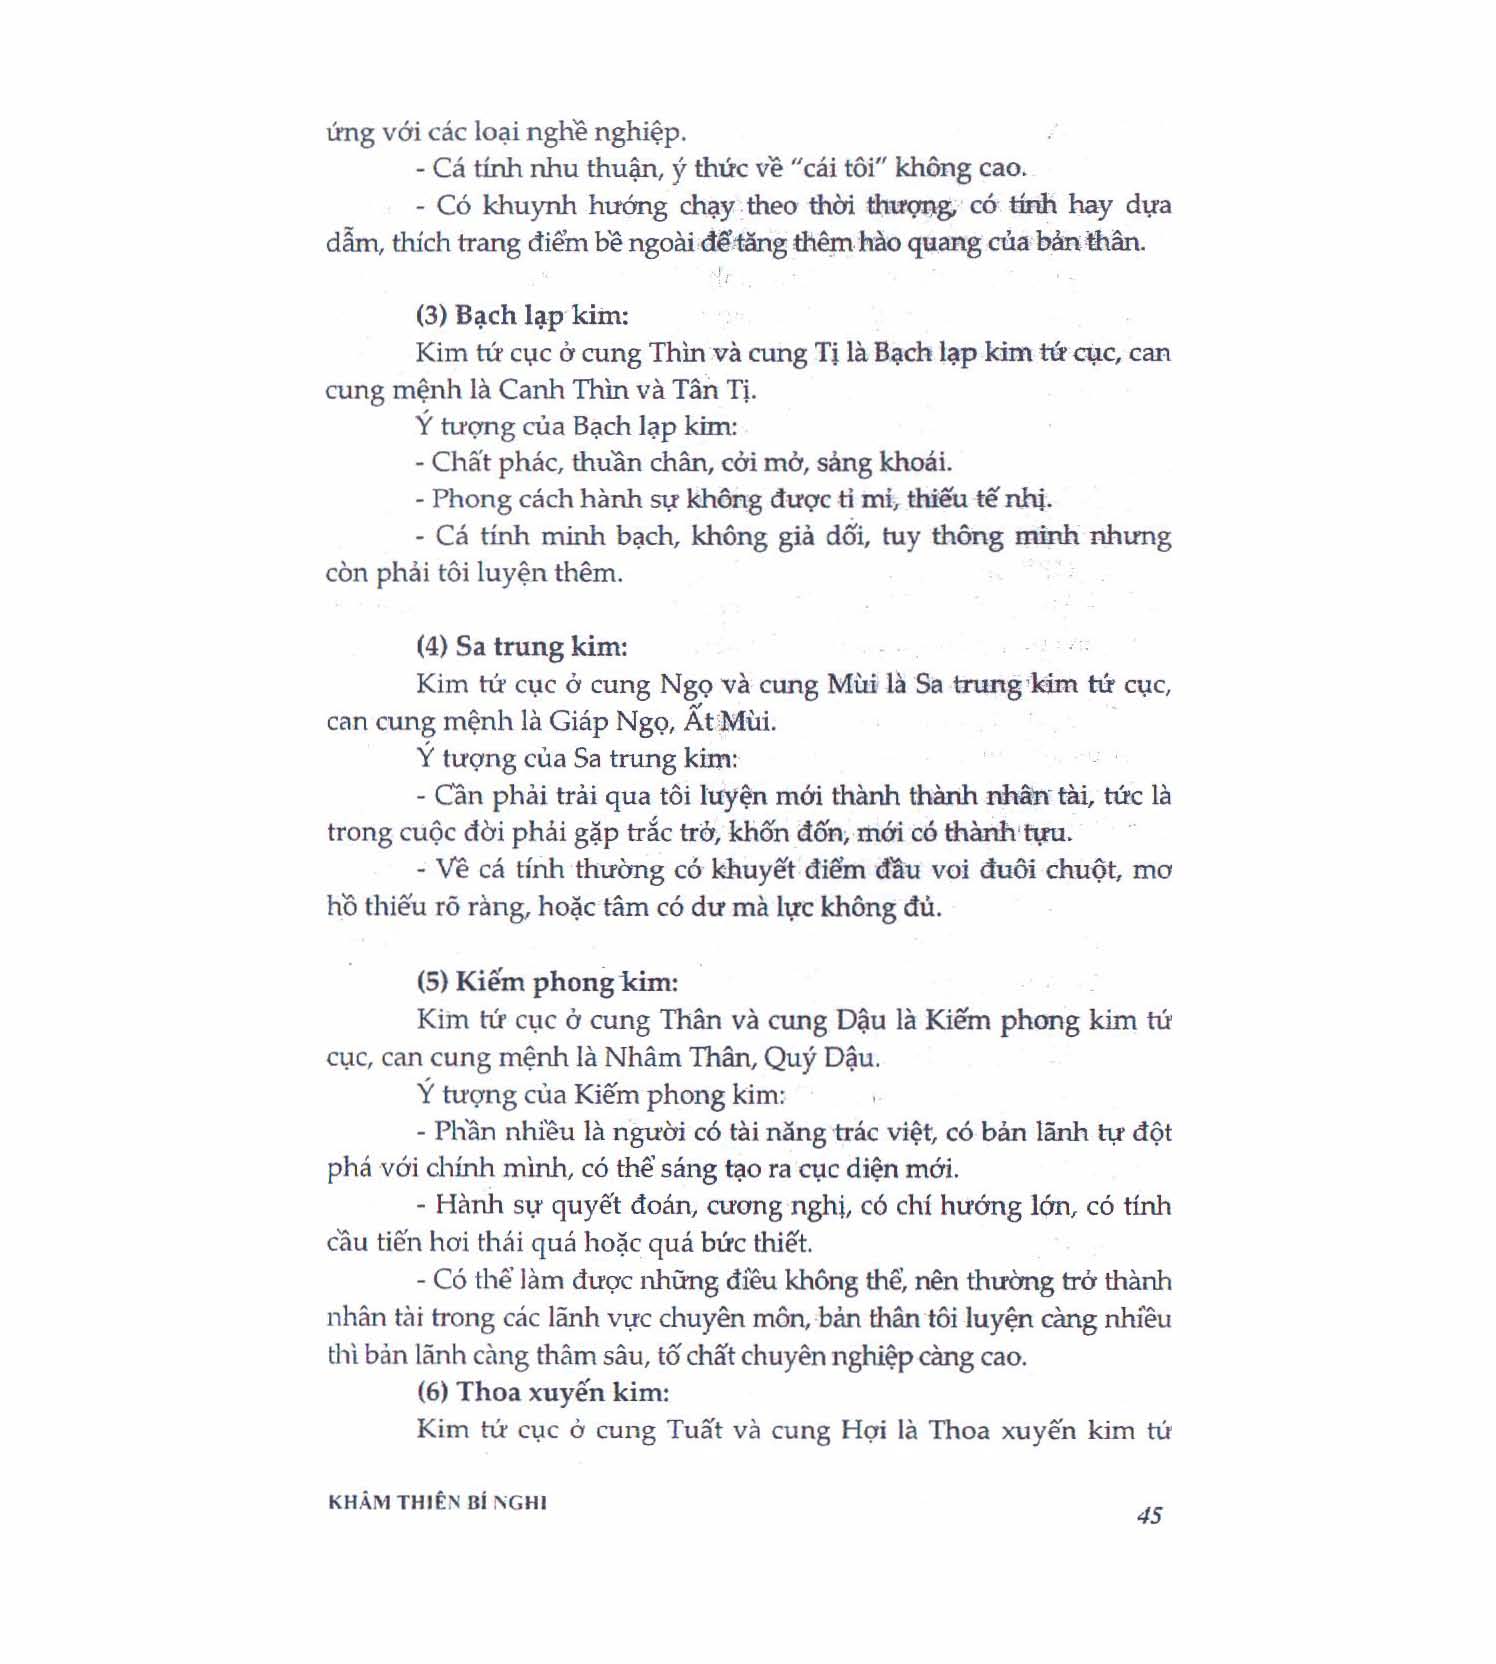 ứng với các loại nghề nghiệp.
- Cá tính nhu thuận, ý thức về "cái tôi" không cao.
- Có khuynh hướng chạy theo thời thượng, có tính hay dựa
dẫm, thích trang điểm bề ngoài để tăng thêm hào quang của bản thân.
(3) Bạch lạp kim:
Kim tứ cục ở cung Thìn và cung Tị là Bạch lạp kim tứ cục, can
cung mệnh là Canh Thìn và Tân Tị.
Ý tượng của Bạch lạp kim:
- Chất phác, thuần chân, cởi mở, sảng khoái.
- Phong cách hành sự không được tỉ mỉ, thiếu tế nhị.
- Cá tính minh bạch, không giả dối, tuy thông minh nhưng
còn phải tôi luyện thêm.
(4) Sa trung kim:
Kim tứ cục ở cung Ngọ và cung Mùi là Sa trung kim tứ cục,
can cung mệnh là Giáp Ngọ, Ất Mùi.
Ý tượng của Sa trung kim:
- Cần phải trải qua tôi luyện mới thành thành nhân tài, tức là
trong cuộc đời phải gặp trắc trở, khốn đốn, mới có thành tựu.
- Về cá tính thường có khuyết điểm đầu voi đuôi chuột, mơ
hồ thiếu rõ ràng, hoặc tâm có dư mà lực không đủ.
(5) Kiếm phong kim:
Kim tứ cục ở cung Thân và cung Dậu là Kiếm phong kim tứ
cục, can cung mệnh là Nhâm Thân, Quý Dậu.
Ý tượng của Kiếm phong kim:
- Phần nhiều là người có tài năng trác việt, có bản lãnh tự đột
phá với chính mình, có thể sáng tạo ra cục diện mới.
- Hành sự quyết đoán, cương nghị, có chí hướng lớn, có tính
cầu tiến hơi thái quá hoặc quá bức thiết.
- Có thể làm được những điều không thể, nên thường trở thành
nhân tài trong các lãnh vực chuyên môn, bản thân tôi luyện càng nhiều
thì bản lãnh càng thâm sâu, tố chất chuyên nghiệp càng cao.
(6) Thoa xuyến kim:
Kim tứ cục ở cung Tuất và cung Hợi là Thoa xuyến kim tứ
KHÂM THIÊN BÍ NGHI
45